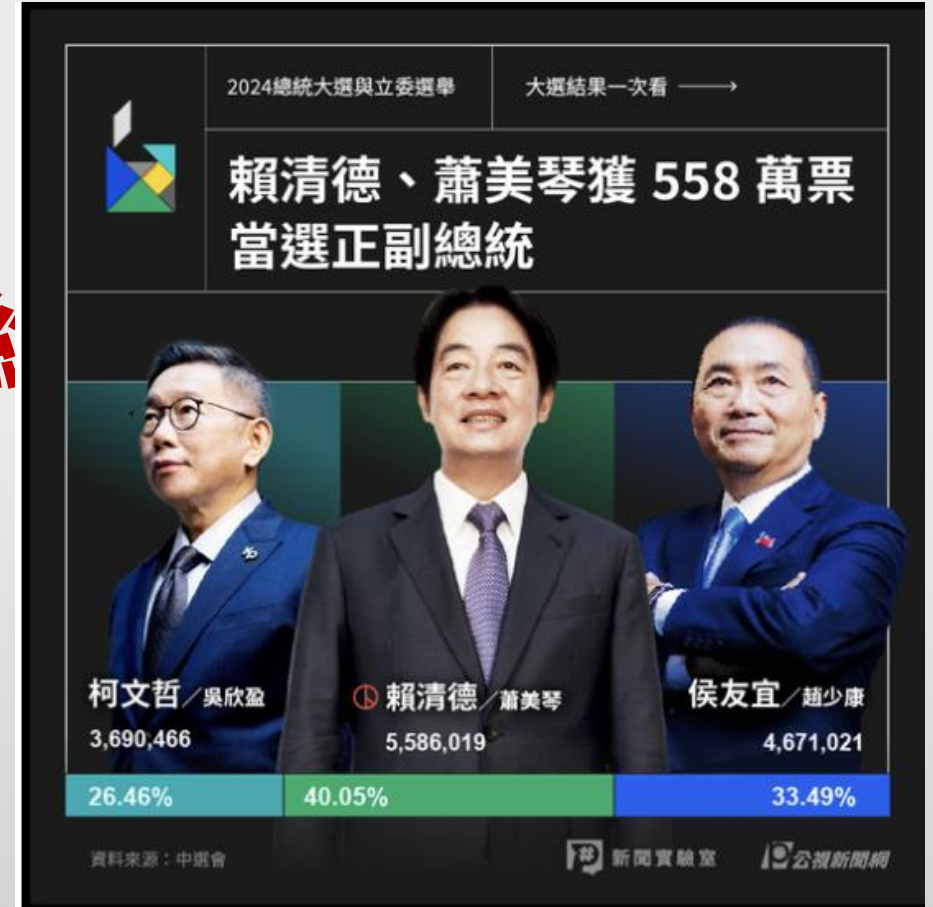 2024總統大選與立委選舉
大選結果一次看 ──→
賴清德、蕭美琴獲 558 萬票
當選正副總統
柯文哲／吳欣盈
3,690,466
賴清德／蕭美琴
5,586,019
侯友宜／趙少康
4,671,021
26.46%
40.05%
33.49%
資料來源：中選會
新聞實驗室
公視新聞網